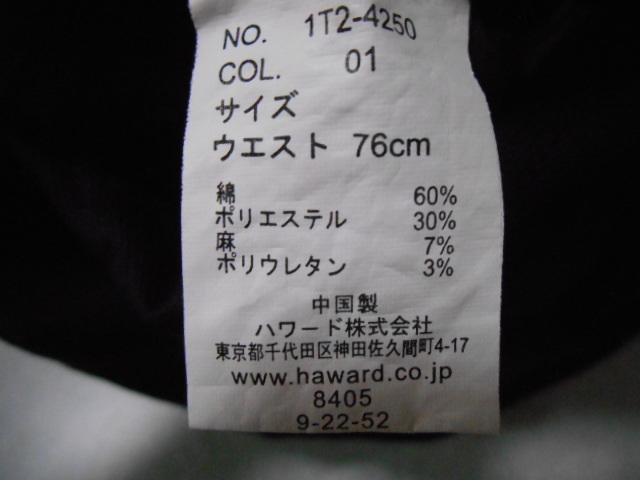 NO. 1T2-4250
COL. 01
サイズ
ウエスト 76cm
綿 60%
ポリエステル 30%
麻 7%
ポリウレタン 3%
中国製
ハワード株式会社
東京都千代田区神田佐久間町4-17
www.haward.co.jp
8405
9-22-52